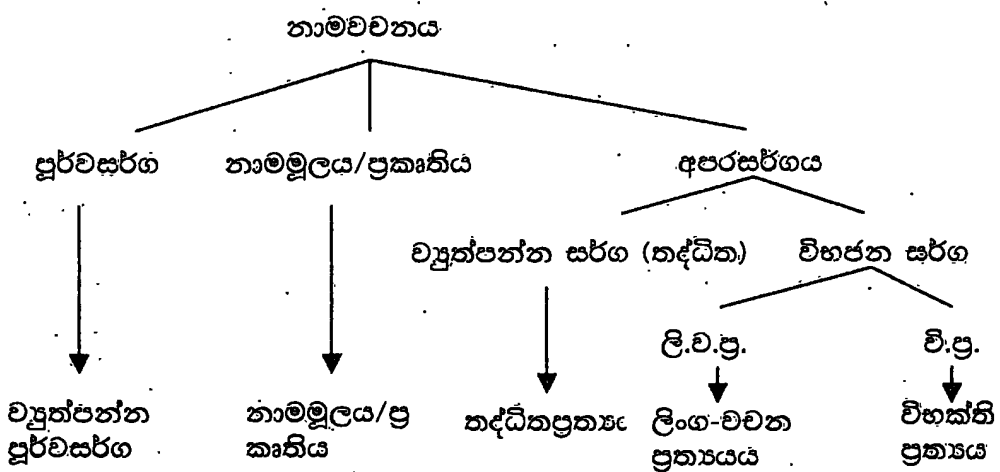 නාමවචනය
පූර්වසර්ග නාමමූලය/ප්‍රකෘතිය අපරසර්ගය
ව්‍යුත්පන්න සර්ග (තද්ධිත) විභජන සර්ග
ලි.ව.ප්‍ර. වි.ප්‍ර.
ව්‍යුත්පන්න පූර්වසර්ග
නාමමූලය/ප්‍ර කෘතිය
තද්ධිතප්‍රත්‍යය
ලිංග-වචන ප්‍රත්‍යයය
විභක්ති ප්‍රත්‍යය